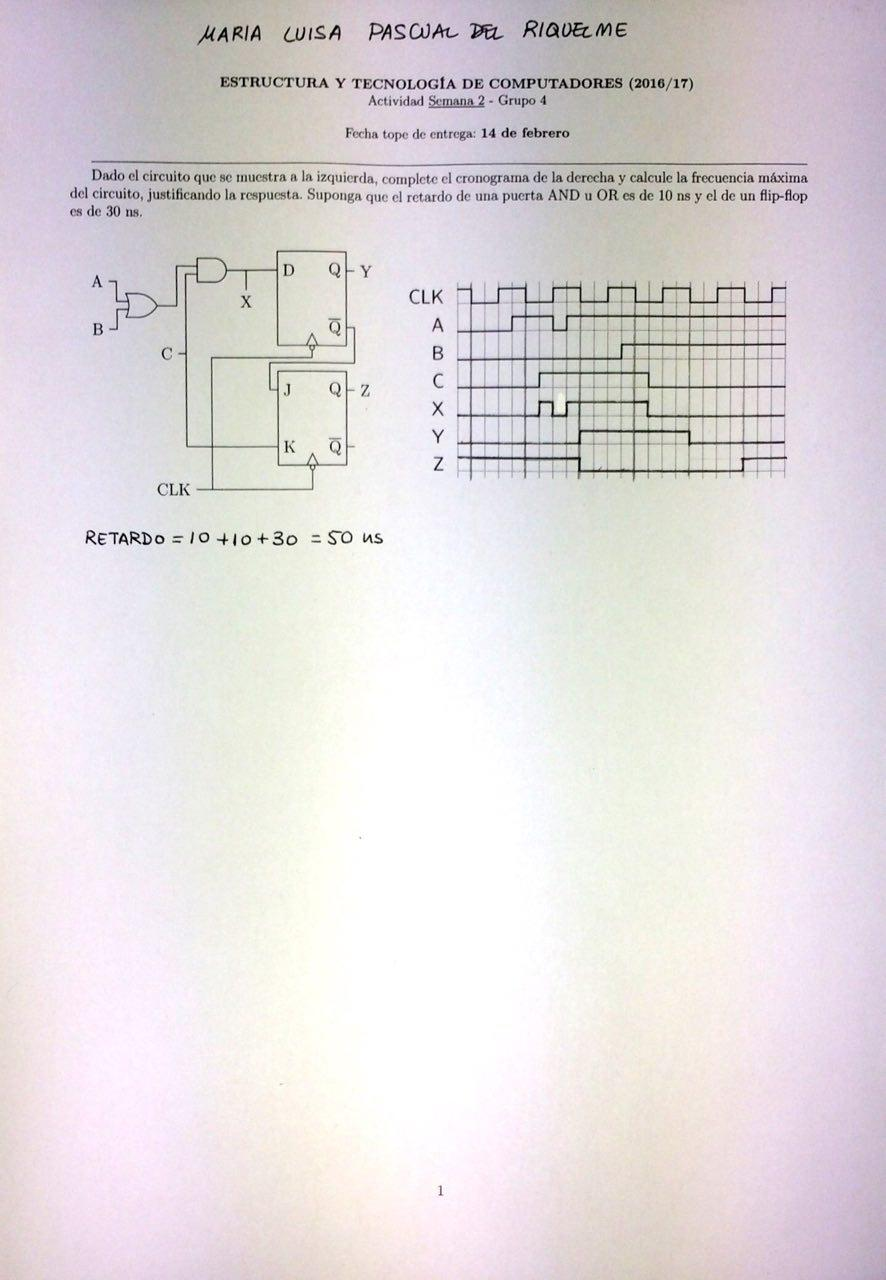 MARIA LUISA PASCUAL DEL RIQUELME
ESTRUCTURA Y TECNOLOGÍA DE COMPUTADORES (2016/17)
Actividad Semana 2 - Grupo 4
Fecha tope de entrega: 14 de febrero
Dado el circuito que se muestra a la izquierda, complete el cronograma de la derecha y calcule la frecuencia máxima
del circuito, justificando la respuesta. Suponga que el retardo de una puerta AND u OR es de 10 ns y el de un flip-flop
es de 30 ns.
A
B
C
X
D Q Y
Q̅
J Q Z
K Q̅
CLK
CLK
A
B
C
X
Y
Z
RETARDO = 10 + 10 + 30 = 50 ns
1